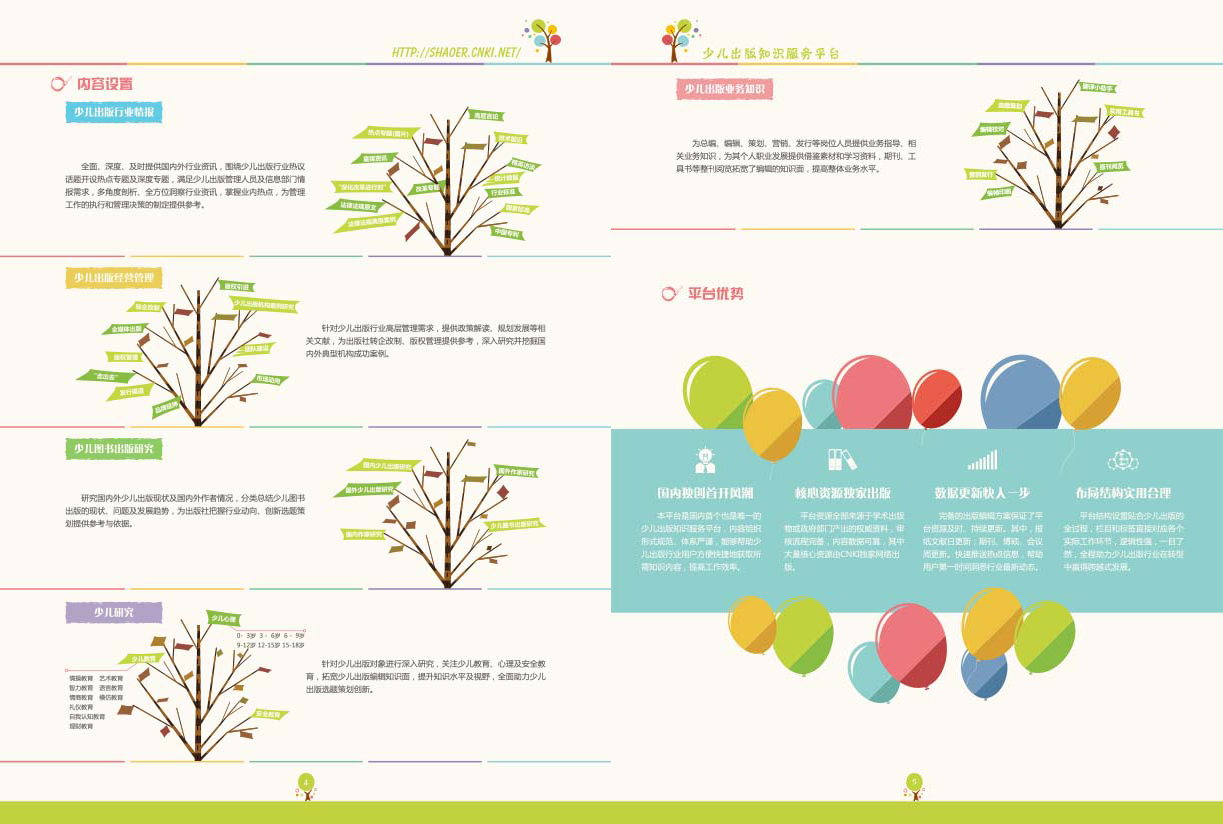 HTTP://SHAOER.CNKI.NET/
内容设置
少儿出版行业情报
全面、深度、及时提供国内外行业资讯，围绕少儿出版行业热议
话题开设热点专题及深度专题，满足少儿出版管理人员及信息部门情
报需求，多角度剖析、全方位洞察行业资讯，掌握业内热点，为管理
工作的执行和管理决策的制定提供参考。
高层言论
热点专题(图片)
技术前沿
改革专题
统计数据
“深化改革进行时”
行业标准
法律法规原文
国家标准
法律法规典型案例
中国专利
少儿出版经营管理
版权引进
转企改制
少儿出版机构案例研究
全媒体出版
团队建设
版权管理
“走出去”
市场动向
发行渠道
品牌结构
针对少儿出版行业高层管理需求，提供政策解读、规划发展等相
关文献，为出版社转企改制、版权管理提供参考，深入研究并挖掘国
内外典型机构成功案例。
少儿图书出版研究
研究国内外少儿出版现状及国内外作者情况，分类总结少儿图书
出版的现状、问题及发展趋势，为出版社把握行业动向、创新选题策
划提供参考与依据。
国内少儿出版研究
国外作家研究
国外少儿出版研究
少儿图书出版研究
国内作家研究
少儿研究
少儿心理
0- 3岁 3 - 6岁 6 - 9岁
9-12岁 12-15岁 15-18岁
少儿教育
情操教育 艺术教育
智力教育 语言教育
情商教育 模仿教育
礼仪教育
自我认知教育
理财教育
安全教育
针对少儿出版对象进行深入研究，关注少儿教育、心理及安全教
育，拓宽少儿出版编辑知识面，提升知识水平及视野，全面助力少儿出
版选题策划创新。
4
少儿出版知识服务平台
少儿出版业务知识
为总编、编辑、策划、营销、发行等岗位人员提供业务指导、相
关业务知识，为其个人职业发展提供借鉴素材和学习资料，期刊、工
具书等整刊阅览拓宽了编辑的知识面，提高整体业务水平。
翻译小助手
选题策划
实用工具书
编辑校对
报刊阅览
营销发行
装帧印刷
平台优势
国内独创首开风潮
本平台是国内首个也是唯一的
少儿出版知识服务平台，内容组织
形式规范、体系严谨，能够帮助少
儿出版行业用户方便快捷地获取所
需知识内容，提高工作效率。
核心资源独家出版
平台资源全部来源于学术出版
物或政府部门产出的权威资料，审
核流程完备，内容数据可靠，其中
大量核心资源由CNKI独家网络出
版。
数据更新快人一步
完备的出版编辑方案保证了平
台资源及时、持续更新。其中，报
纸文献日更新；期刊、博硕、会议
周更新。快速推送热点信息，帮助
用户第一时间洞悉行业最新动态。
布局结构实用合理
平台结构设置贴合少儿出版的
全过程，栏目和标签直接对应各个
实际工作环节，逻辑性强，一目了
然，全程助力少儿出版行业在转型
中赢得跨越式发展。
5